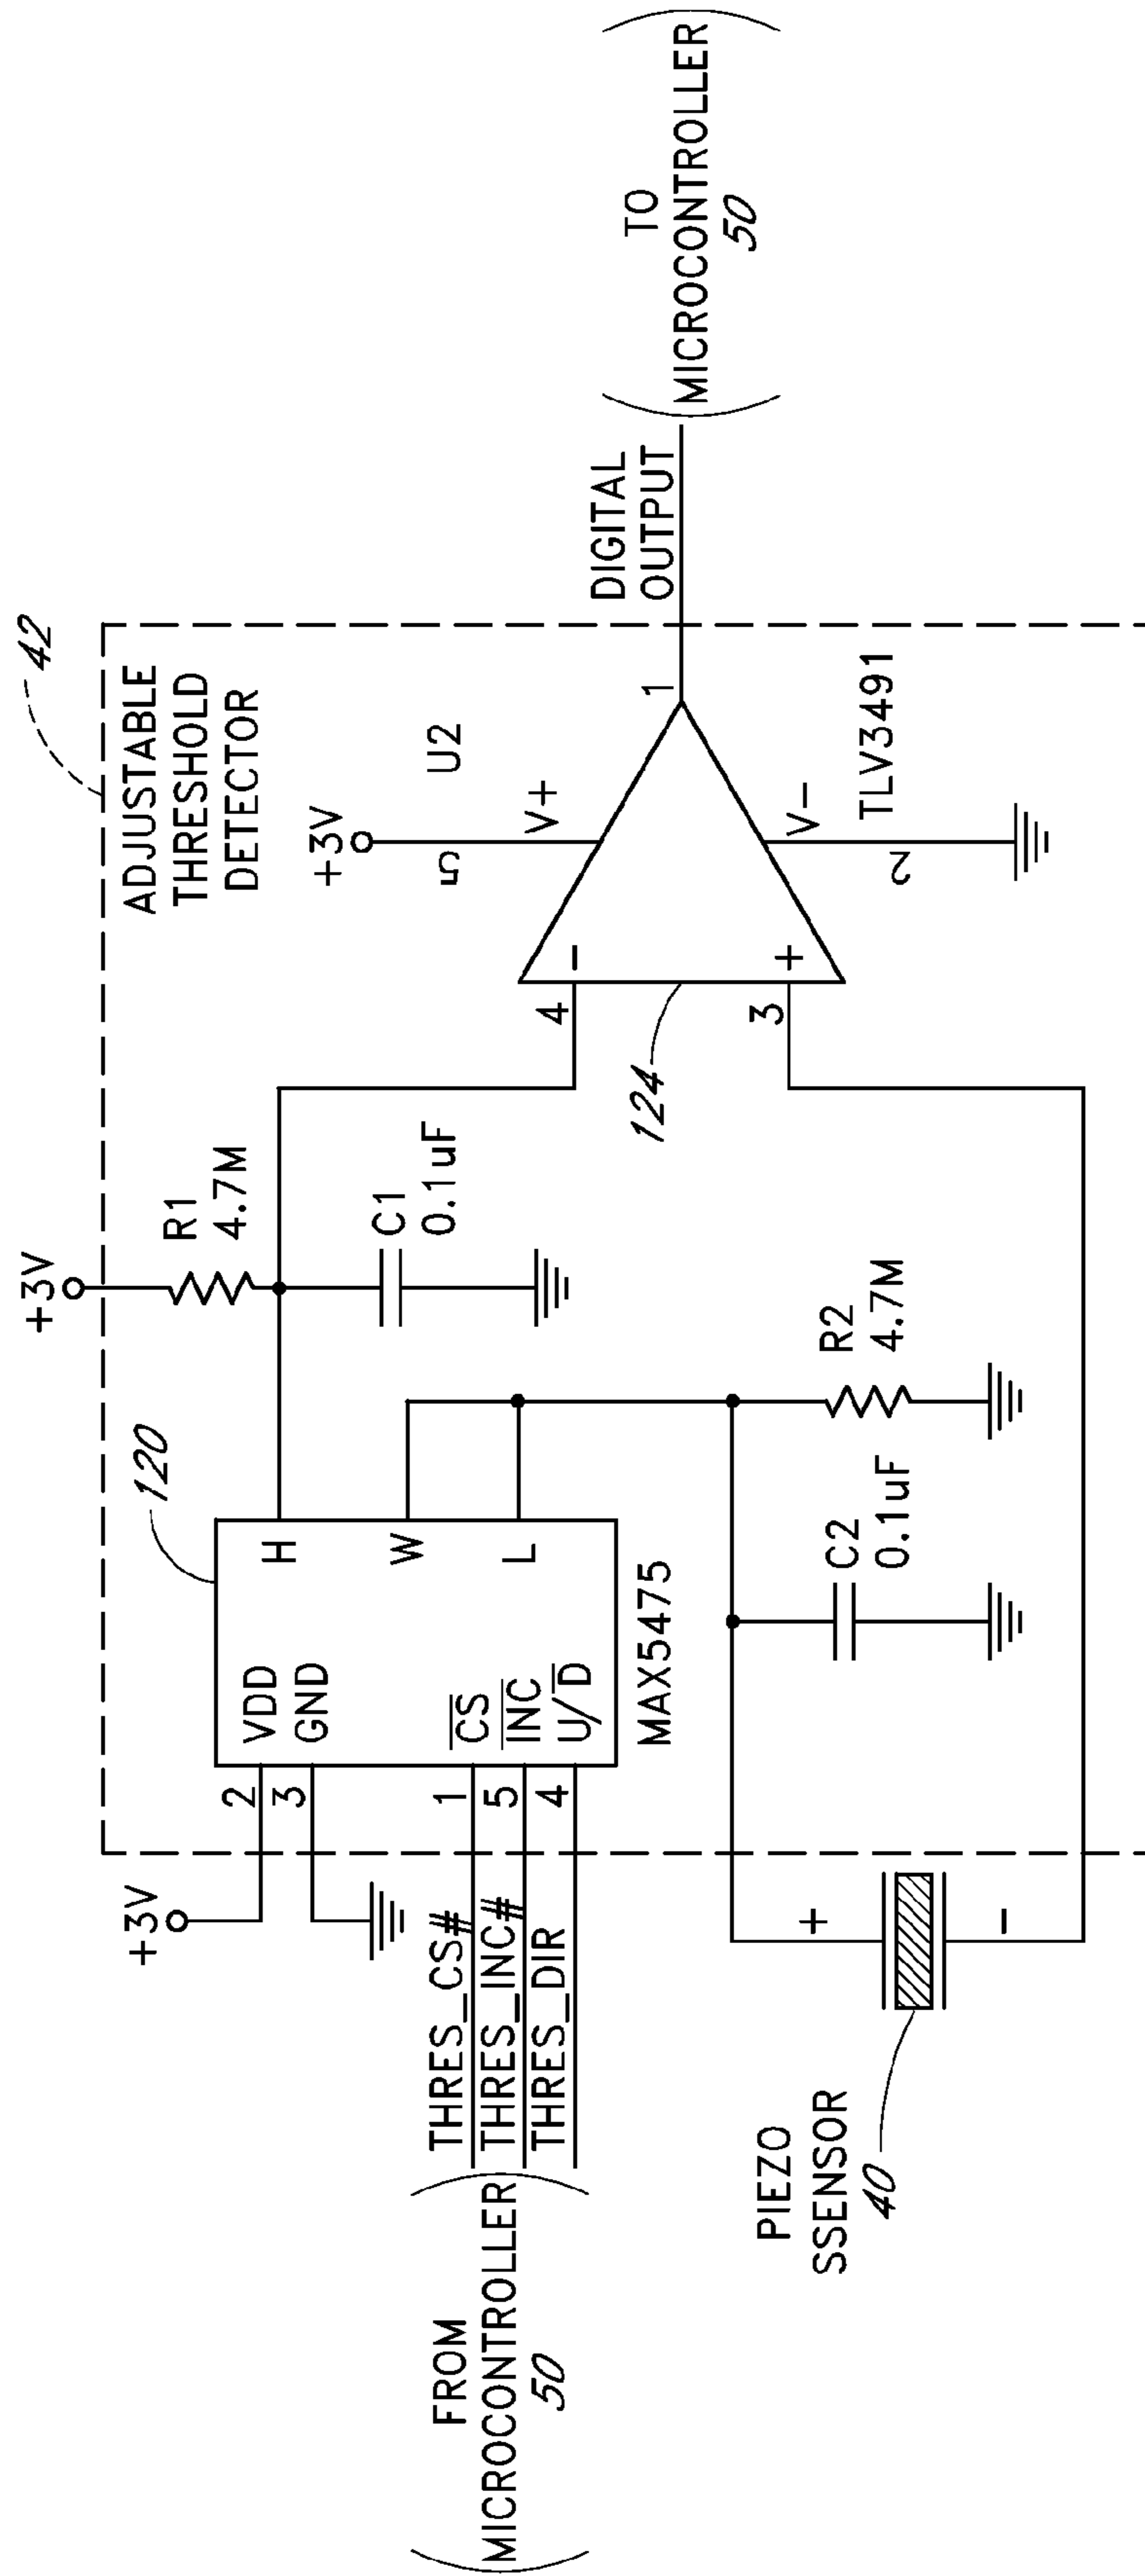 42
ADJUSTABLE
THRESHOLD
DETECTOR
+3V
R1
4.7M
C1
0.1uF
120
H
W
L
VDD
GND
CS
INC
U/D
MAX5475
2
3
1
5
4
+3V
FROM
MICROCONTROLLER
50
THRES_CS#
THRES_INC#
THRES_DIR
+3V
5
U2
V+
4
-
3
+
124
1
V-
2
TLV3491
DIGITAL
OUTPUT
TO
MICROCONTROLLER
50
R2
4.7M
C2
0.1uF
PIEZO
SSENSOR
40
+
-